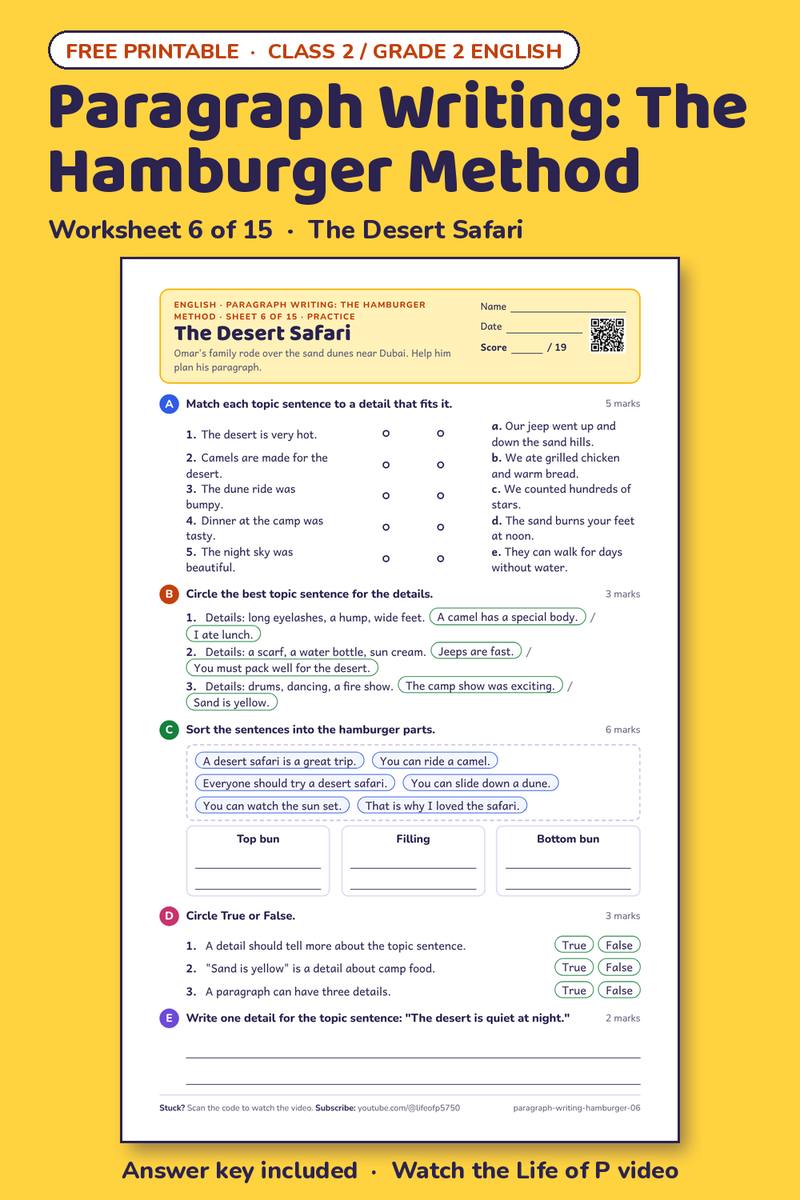 FREE PRINTABLE · CLASS 2 / GRADE 2 ENGLISH
Paragraph Writing: The
Hamburger Method
Worksheet 6 of 15 · The Desert Safari
ENGLISH · PARAGRAPH WRITING: THE HAMBURGER
METHOD · SHEET 6 OF 15 · PRACTICE
The Desert Safari
Omar's family rode over the sand dunes near Dubai. Help him
plan his paragraph.
Name
Date
Score / 19
A Match each topic sentence to a detail that fits it. 5 marks
1. The desert is very hot.
2. Camels are made for the
desert.
3. The dune ride was
bumpy.
4. Dinner at the camp was
tasty.
5. The night sky was
beautiful.
a. Our jeep went up and
down the sand hills.
b. We ate grilled chicken
and warm bread.
c. We counted hundreds of
stars.
d. The sand burns your feet
at noon.
e. They can walk for days
without water.
B Circle the best topic sentence for the details. 3 marks
1. Details: long eyelashes, a hump, wide feet. A camel has a special body. /
I ate lunch.
2. Details: a scarf, a water bottle, sun cream. Jeeps are fast. /
You must pack well for the desert.
3. Details: drums, dancing, a fire show. The camp show was exciting. /
Sand is yellow.
C Sort the sentences into the hamburger parts. 6 marks
A desert safari is a great trip. You can ride a camel.
Everyone should try a desert safari. You can slide down a dune.
You can watch the sun set. That is why I loved the safari.
Top bun Filling Bottom bun
D Circle True or False. 3 marks
1. A detail should tell more about the topic sentence. True False
2. "Sand is yellow" is a detail about camp food. True False
3. A paragraph can have three details. True False
E Write one detail for the topic sentence: "The desert is quiet at night." 2 marks
Stuck? Scan the code to watch the video. Subscribe: youtube.com/@lifeofp5750 paragraph-writing-hamburger-06
Answer key included · Watch the Life of P video